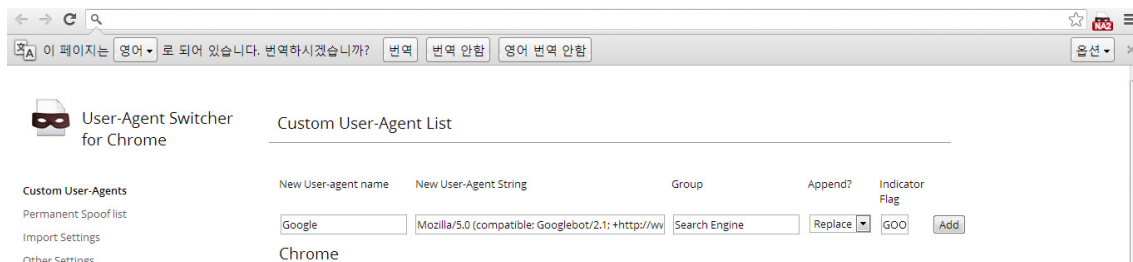 NA2
이 페이지는 영어 로 되어 있습니다. 번역하시겠습니까? 번역 번역 안함 영어 번역 안함 옵션
User-Agent Switcher
for Chrome
Custom User-Agent List
Custom User-Agents
Permanent Spoof list
Import Settings
Other Settings
New User-agent name New User-Agent String Group Append? Indicator
Flag
Google Mozilla/5.0 (compatible; Googlebot/2.1; +http://ww Search Engine Replace GOO Add
Chrome